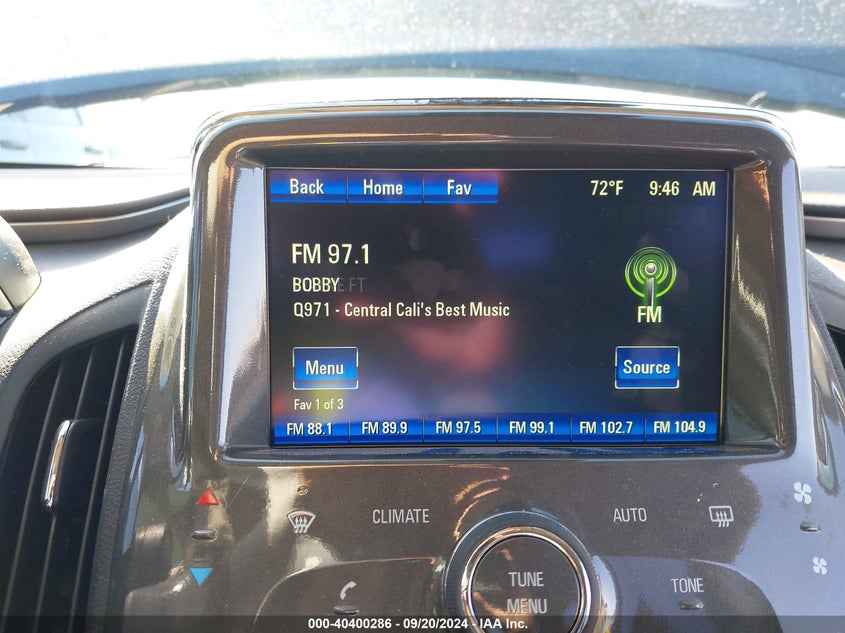 Back Home Fav 72°F 9:46 AM
FM 97.1
BOBBY
Q971 - Central Cali's Best Music
FM
Menu Source
Fav 1 of 3
FM 88.1 FM 89.9 FM 97.5 FM 99.1 FM 102.7 FM 104.9
CLIMATE AUTO
TUNE
MENU
TONE
000-40400286 - 09/20/2024 - IAA Inc.